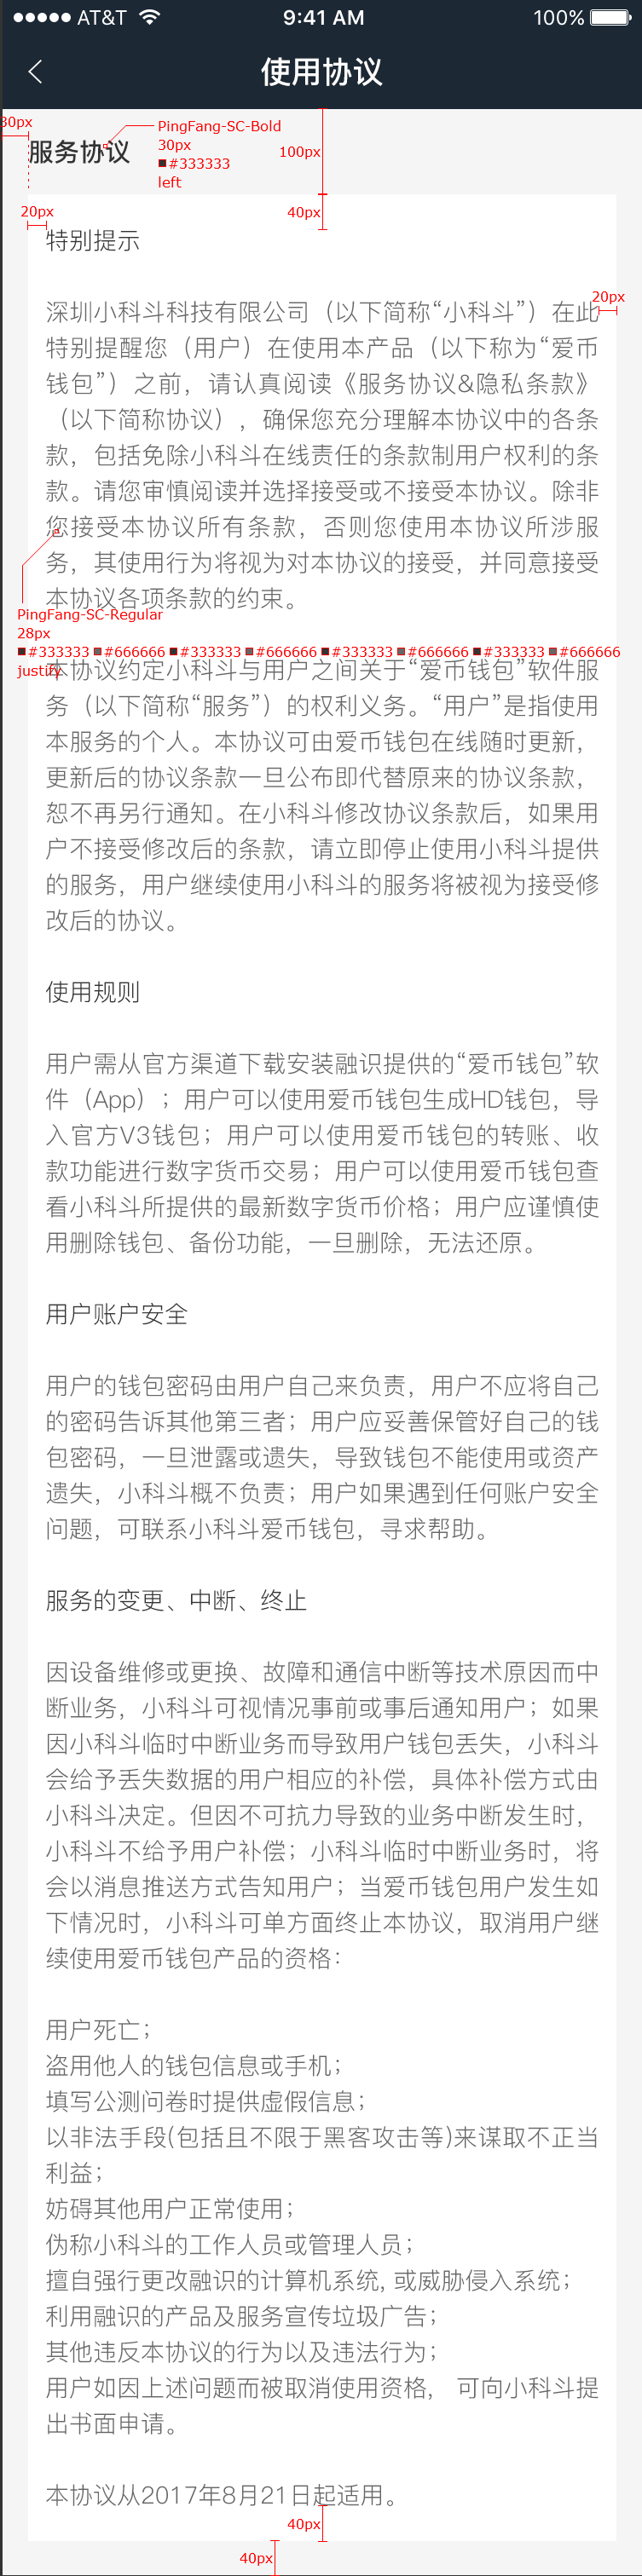 AT&T 9:41 AM 100%
使用协议
30px
服务协议
PingFang-SC-Bold
30px
#333333
left
100px
20px
40px
特别提示
20px
深圳小科斗科技有限公司（以下简称“小科斗”）在此
特别提醒您（用户）在使用本产品（以下称为“爱币
钱包”）之前，请认真阅读《服务协议&隐私条款》
（以下简称协议），确保您充分理解本协议中的各条
款，包括免除小科斗在线责任的条款制用户权利的条
款。请您审慎阅读并选择接受或不接受本协议。除非
您接受本协议所有条款，否则您使用本协议所涉服
务，其使用行为将视为对本协议的接受，并同意接受
本协议各项条款的约束。
PingFang-SC-Regular
28px
#333333 #666666 #333333 #666666 #333333 #666666 #333333 #666666
justify
本协议约定小科斗与用户之间关于“爱币钱包”软件服
务（以下简称“服务”）的权利义务。“用户”是指使用
本服务的个人。本协议可由爱币钱包在线随时更新，
更新后的协议条款一旦公布即代替原来的协议条款，
恕不再另行通知。在小科斗修改协议条款后，如果用
户不接受修改后的条款，请立即停止使用小科斗提供
的服务，用户继续使用小科斗的服务将被视为接受修
改后的协议。
使用规则
用户需从官方渠道下载安装融识提供的“爱币钱包”软
件（App）；用户可以使用爱币钱包生成HD钱包，导
入官方V3钱包；用户可以使用爱币钱包的转账、收
款功能进行数字货币交易；用户可以使用爱币钱包查
看小科斗所提供的最新数字货币价格；用户应谨慎使
用删除钱包、备份功能，一旦删除，无法还原。
用户账户安全
用户的钱包密码由用户自己来负责，用户不应将自己
的密码告诉其他第三者；用户应妥善保管好自己的钱
包密码，一旦泄露或遗失，导致钱包不能使用或资产
遗失，小科斗概不负责；用户如果遇到任何账户安全
问题，可联系小科斗爱币钱包，寻求帮助。
服务的变更、中断、终止
因设备维修或更换、故障和通信中断等技术原因而中
断业务，小科斗可视情况事前或事后通知用户；如果
因小科斗临时中断业务而导致用户钱包丢失，小科斗
会给予丢失数据的用户相应的补偿，具体补偿方式由
小科斗决定。但因不可抗力导致的业务中断发生时，
小科斗不给予用户补偿；小科斗临时中断业务时，将
会以消息推送方式告知用户；当爱币钱包用户发生如
下情况时，小科斗可单方面终止本协议，取消用户继
续使用爱币钱包产品的资格：
用户死亡；
盗用他人的钱包信息或手机；
填写公测问卷时提供虚假信息；
以非法手段(包括且不限于黑客攻击等)来谋取不正当
利益；
妨碍其他用户正常使用；
伪称小科斗的工作人员或管理人员；
擅自强行更改融识的计算机系统, 或威胁侵入系统；
利用融识的产品及服务宣传垃圾广告；
其他违反本协议的行为以及违法行为；
用户如因上述问题而被取消使用资格， 可向小科斗提
出书面申请。
本协议从2017年8月21日起适用。
40px
40px